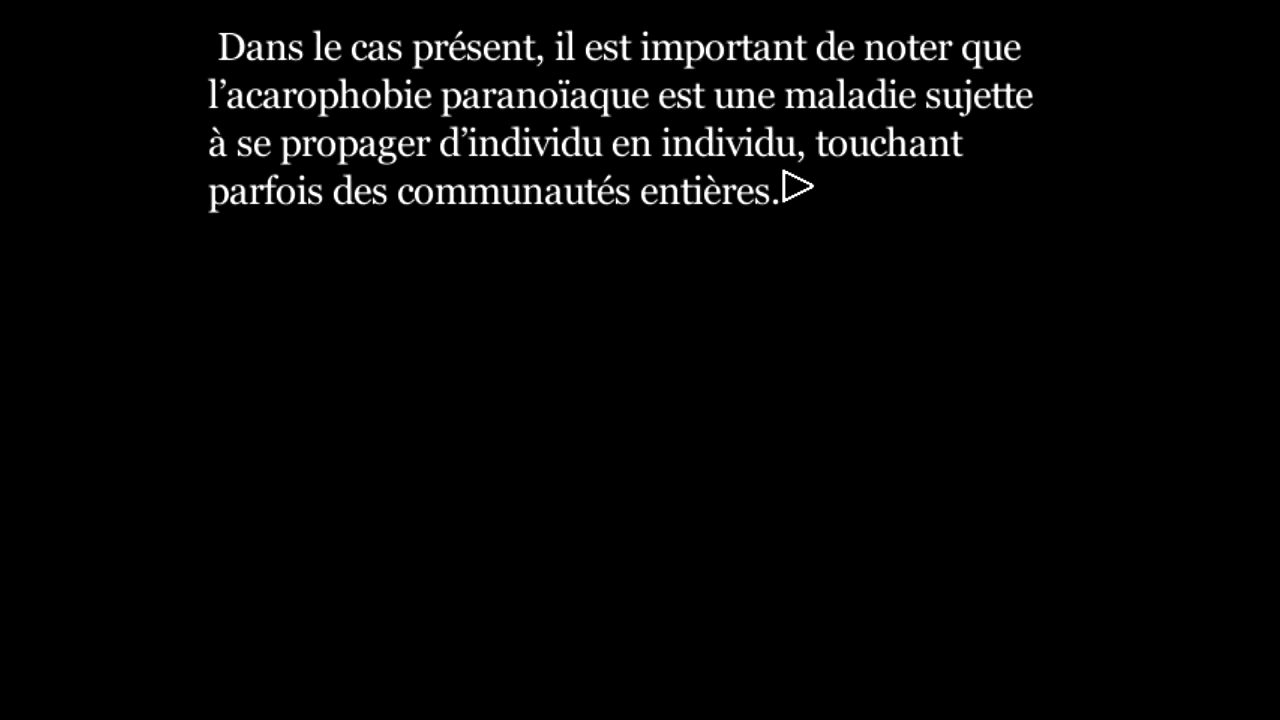 Dans le cas présent, il est important de noter que
l’acarophobie paranoïaque est une maladie sujette
à se propager d’individu en individu, touchant
parfois des communautés entières.